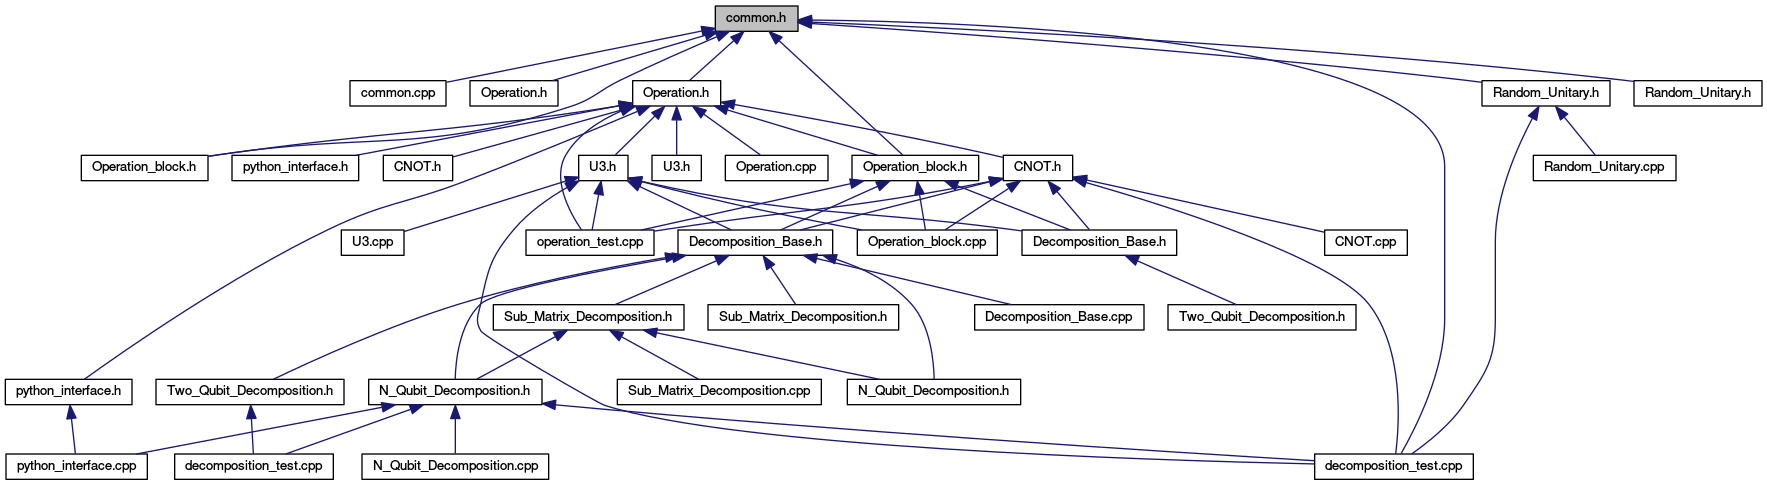 common.h
common.cpp
Operation.h
Operation.h
Random_Unitary.h
Random_Unitary.h
Operation_block.h
python_interface.h
CNOT.h
U3.h
U3.h
Operation.cpp
Operation_block.h
CNOT.h
Random_Unitary.cpp
U3.cpp
operation_test.cpp
Decomposition_Base.h
Operation_block.cpp
Decomposition_Base.h
CNOT.cpp
Sub_Matrix_Decomposition.h
Sub_Matrix_Decomposition.h
Decomposition_Base.cpp
Two_Qubit_Decomposition.h
python_interface.h
Two_Qubit_Decomposition.h
N_Qubit_Decomposition.h
Sub_Matrix_Decomposition.cpp
N_Qubit_Decomposition.h
python_interface.cpp
decomposition_test.cpp
N_Qubit_Decomposition.cpp
decomposition_test.cpp